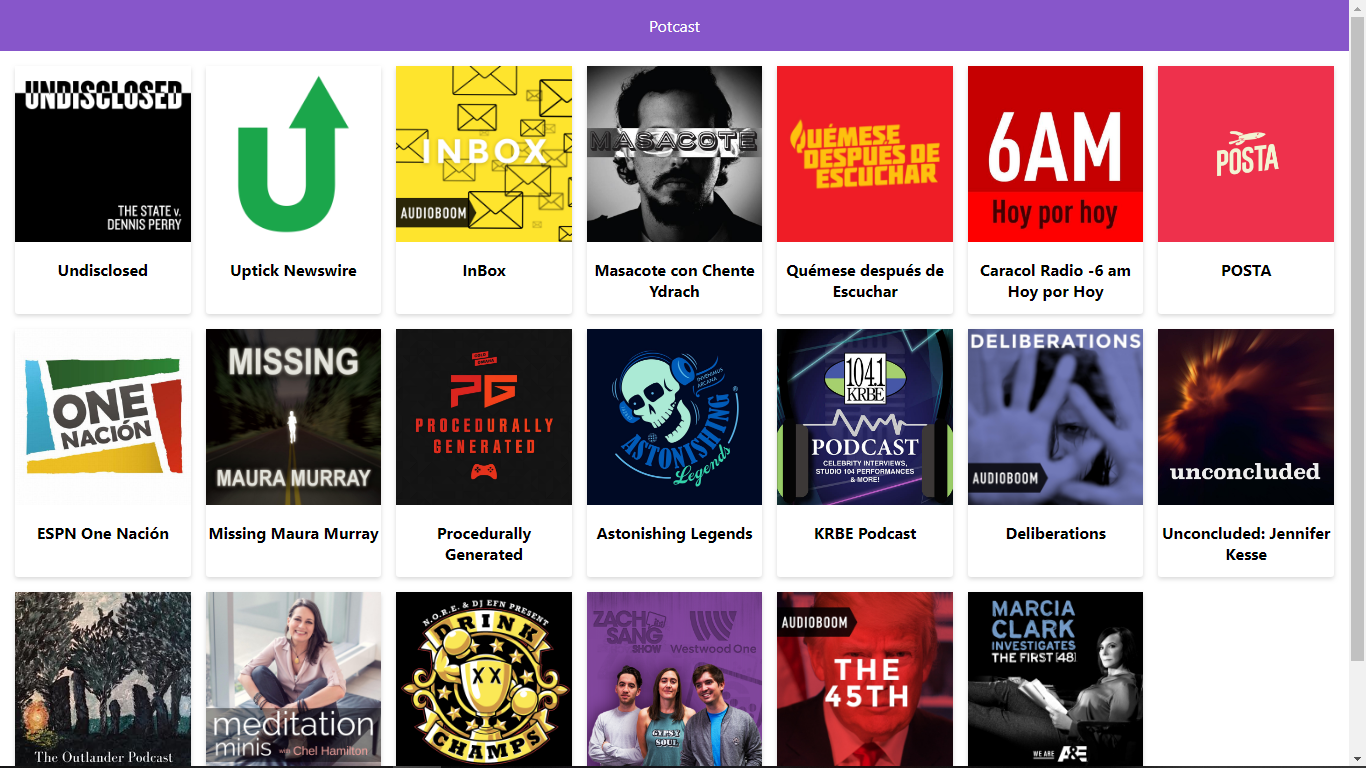 Potcast
UNDISCLOSED
THE STATE v.
DENNIS PERRY
Undisclosed
U
Uptick Newswire
INBOX
AUDIOBOOM
InBox
MASACOTE
Masacote con Chente
Ydrach
QUÉMESE
DESPUÉS DE
ESCUCHAR
Quémese después de
Escuchar
6AM
Hoy por hoy
Caracol Radio -6 am
Hoy por Hoy
POSTA
POSTA
ONE
NACIÓN
ESPN One Nación
MISSING
MAURA MURRAY
Missing Maura Murray
PG
PROCEDURALLY
GENERATED
Procedurally
Generated
INVENIMUS
ARCANA
ASTONISHING
Legends
Astonishing Legends
104.1
KRBE
PODCAST
CELEBRITY INTERVIEWS,
STUDIO 104 PERFORMANCES
& MORE!
KRBE Podcast
DELIBERATIONS
AUDIOBOOM
Deliberations
unconcluded
Unconcluded: Jennifer
Kesse
The Outlander Podcast
meditation
minis with Chel Hamilton
N.O.R.E. & DJ EFN PRESENT
DRINK
CHAMPS
ZACH
SANG
SHOW
Westwood One
GYPSY
SOUL
AUDIOBOOM
THE
45TH
MARCIA
CLARK
INVESTIGATES
THE FIRST [48]
WE ARE A&E